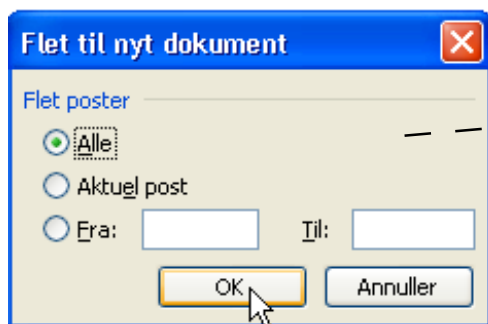 Flet til nyt dokument
Flet poster
Alle
Aktuel post
Fra: Til:
OK Annuller